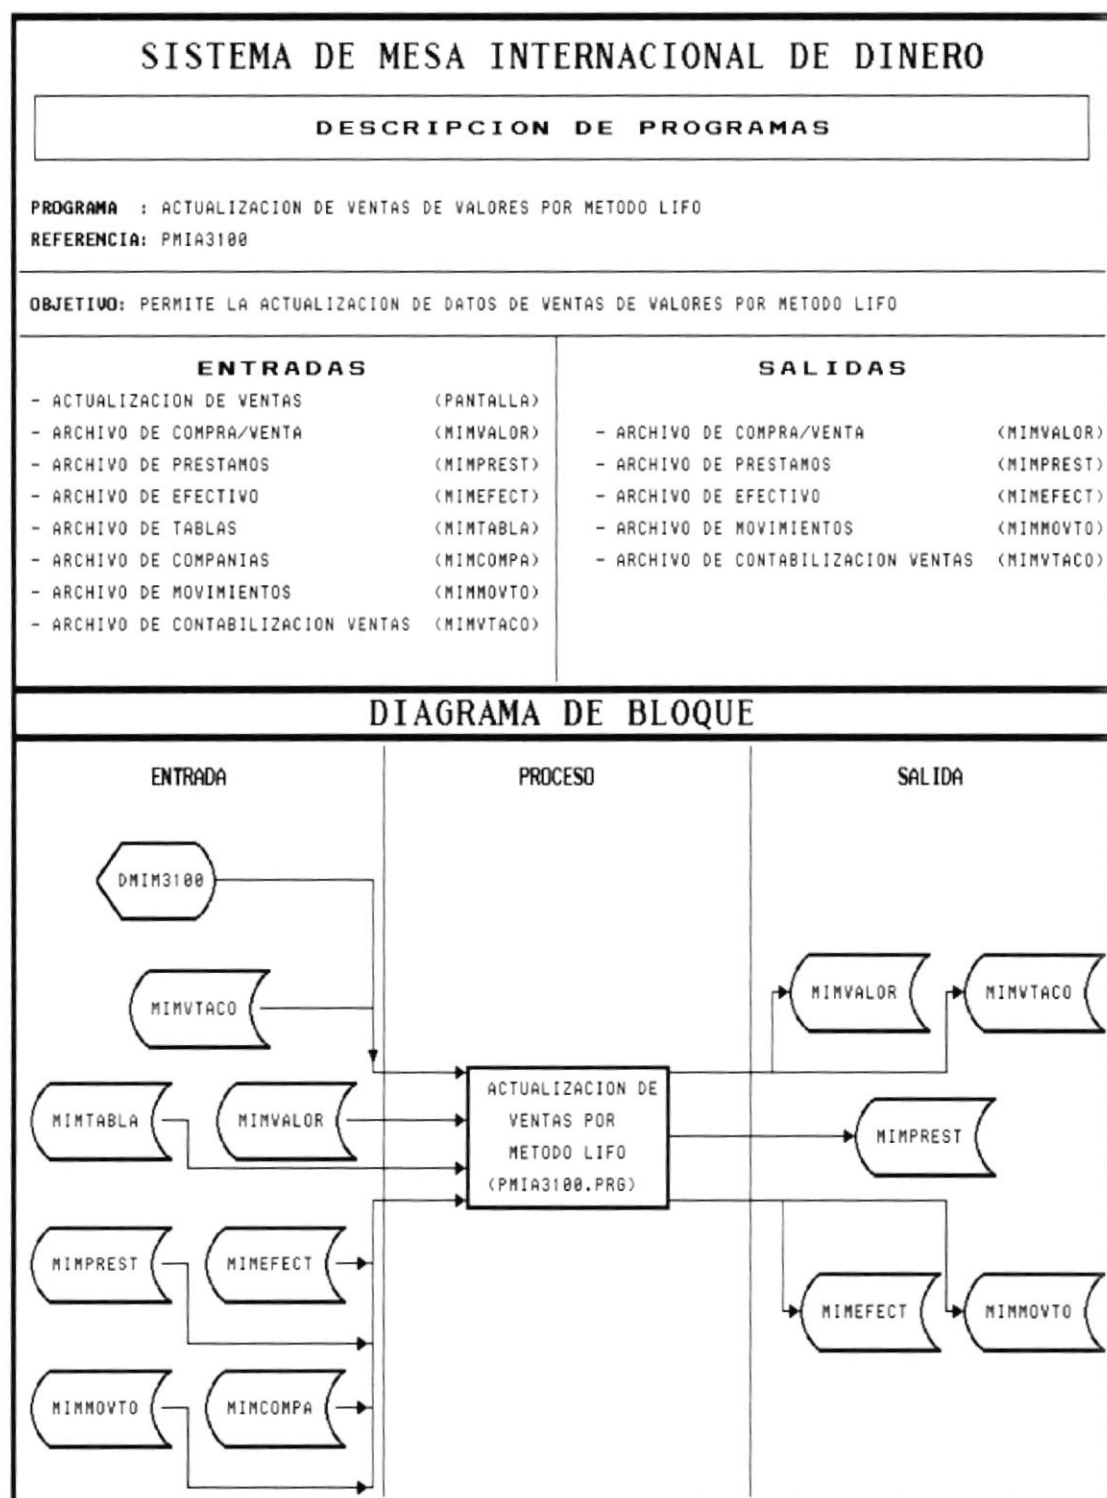 SISTEMA DE MESA INTERNACIONAL DE DINERO
DESCRIPCION DE PROGRAMAS
PROGRAMA : ACTUALIZACION DE VENTAS DE VALORES POR METODO LIFO
REFERENCIA: PMIA3100
OBJETIVO: PERMITE LA ACTUALIZACION DE DATOS DE VENTAS DE VALORES POR METODO LIFO
ENTRADAS
- ACTUALIZACION DE VENTAS (PANTALLA)
- ARCHIVO DE COMPRA/VENTA (MIMVALOR)
- ARCHIVO DE PRESTAMOS (MIMPREST)
- ARCHIVO DE EFECTIVO (MIMEFECT)
- ARCHIVO DE TABLAS (MIMTABLA)
- ARCHIVO DE COMPANIAS (MIMCOMPA)
- ARCHIVO DE MOVIMIENTOS (MIMMOVTO)
- ARCHIVO DE CONTABILIZACION VENTAS (MIMVTACO)
SALIDAS
- ARCHIVO DE COMPRA/VENTA (MIMVALOR)
- ARCHIVO DE PRESTAMOS (MIMPREST)
- ARCHIVO DE EFECTIVO (MIMEFECT)
- ARCHIVO DE MOVIMIENTOS (MIMMOVTO)
- ARCHIVO DE CONTABILIZACION VENTAS (MIMVTACO)
DIAGRAMA DE BLOQUE
ENTRADA
DMIM3100
MIMVTACO
MIMTABLA
MIMVALOR
MIMPREST
MIMEFECT
MIMMOVTO
MIMCOMPA
PROCESO
ACTUALIZACION DE
VENTAS POR
METODO LIFO
(PMIA3100.PRG)
SALIDA
MIMVALOR
MIMVTACO
MIMPREST
MIMEFECT
MIMMOVTO